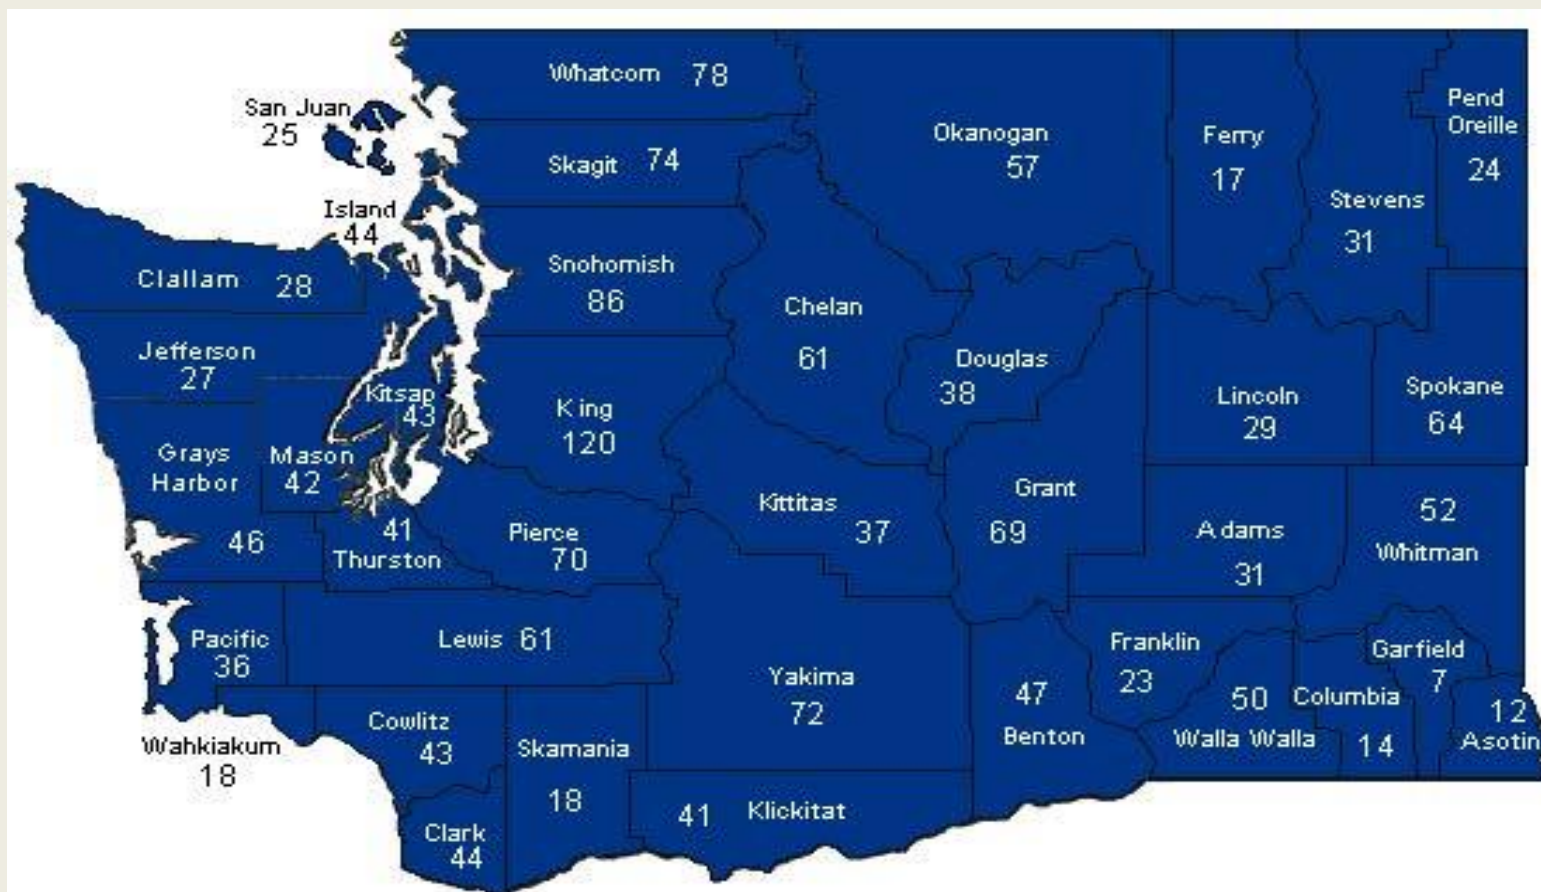 Whatcom 78
San Juan
25
Skagit 74
Okanogan
57
Ferry
17
Pend
Oreille
24
Stevens
31
Island
44
Clallam 28
Snohomish
86
Chelan
61
Jefferson
27
Douglas
38
Kitsap
43
King
120
Lincoln
29
Spokane
64
Grays
Harbor
46
Mason
42
Kittitas
37
Grant
69
Adams
31
52
Whitman
41
Thurston
Pierce
70
Pacific
36
Lewis 61
Yakima
72
47
Benton
Franklin
23
50
Walla Walla
Columbia
14
Garfield
7
12
Asotin
Wahkiakum
18
Cowlitz
43
Skamania
18
41 Klickitat
Clark
44